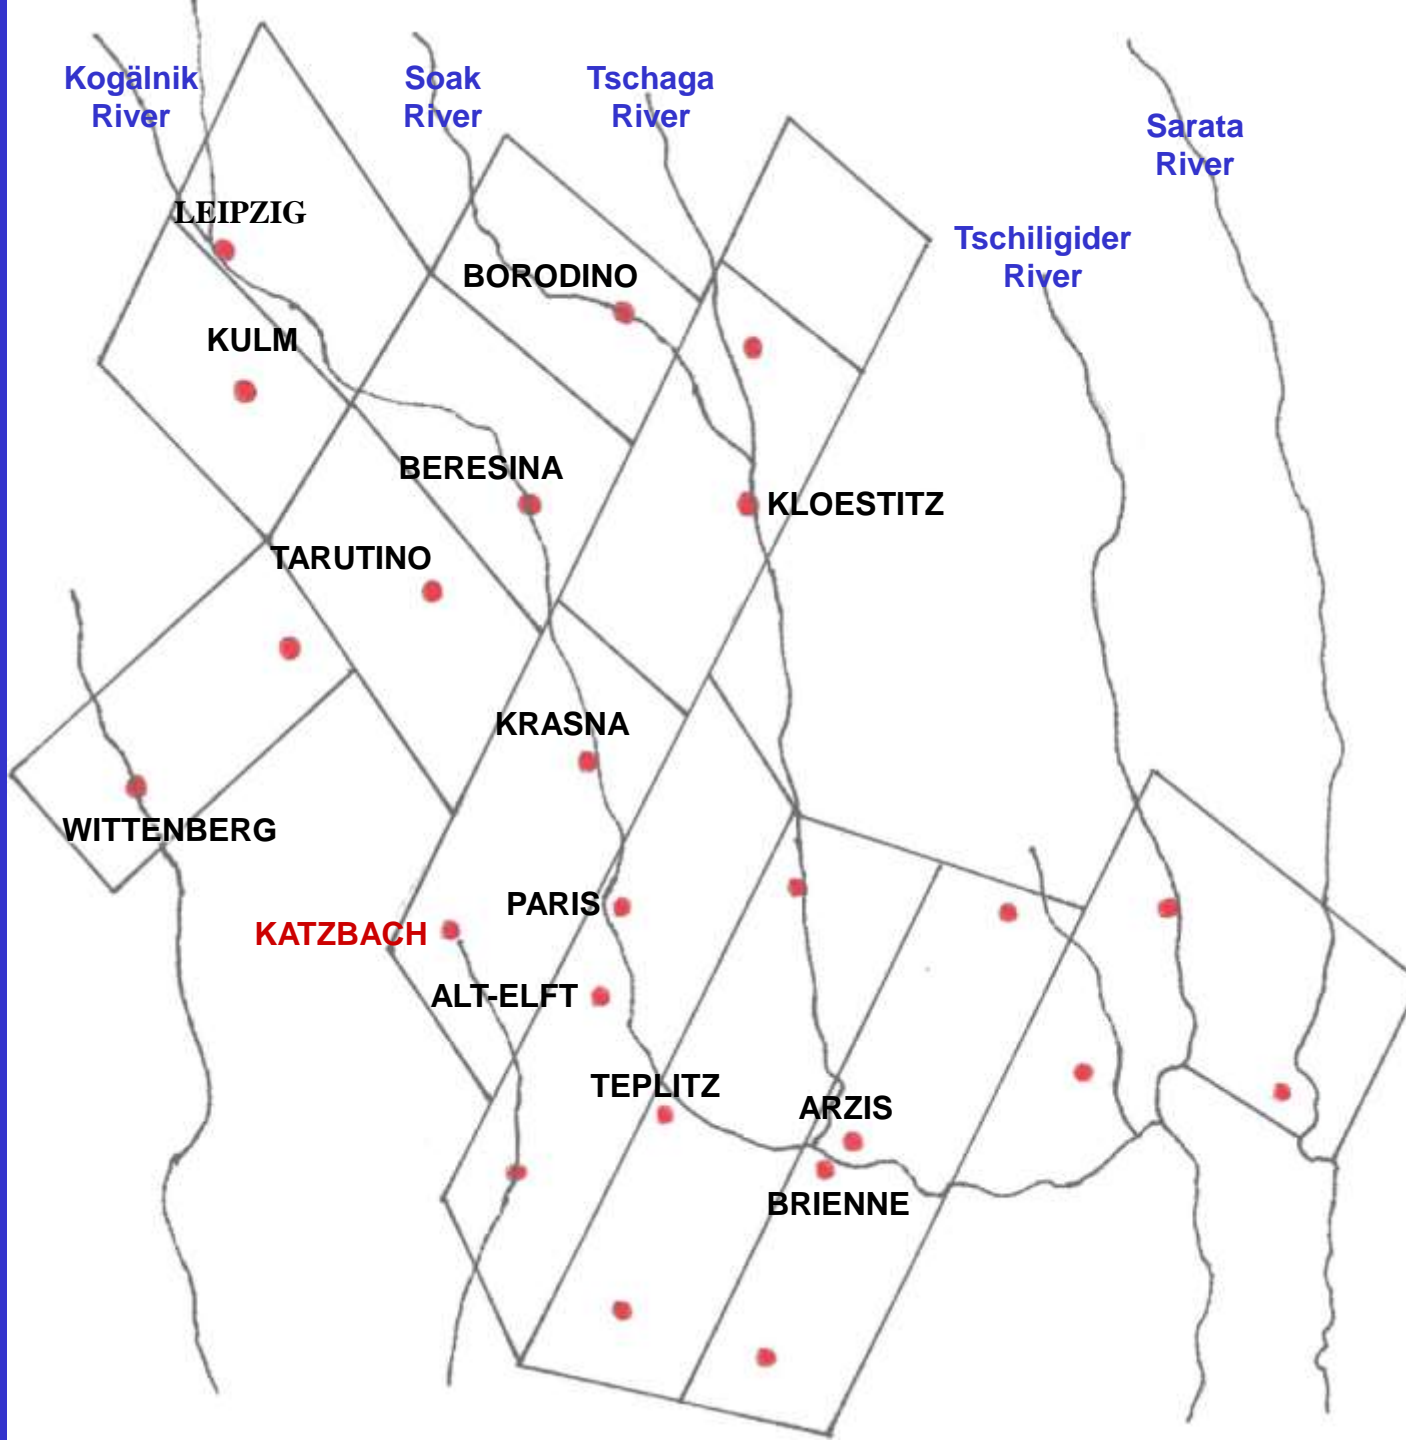 Kogälnik
River
Soak
River
Tschaga
River
Sarata
River
LEIPZIG
Tschiligider
River
BORODINO
KULM
BERESINA
KLOESTITZ
TARUTINO
KRASNA
WITTENBERG
PARIS
KATZBACH
ALT-ELFT
TEPLITZ
ARZIS
BRIENNE